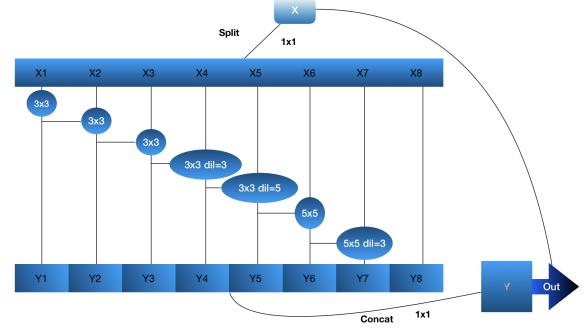 X
Split
1x1
X1 X2 X3 X4 X5 X6 X7 X8
3x3
3x3
3x3
3x3 dil=3
3x3 dil=5
5x5
5x5 dil=3
Y1 Y2 Y3 Y4 Y5 Y6 Y7 Y8
Y
Out
Concat
1x1